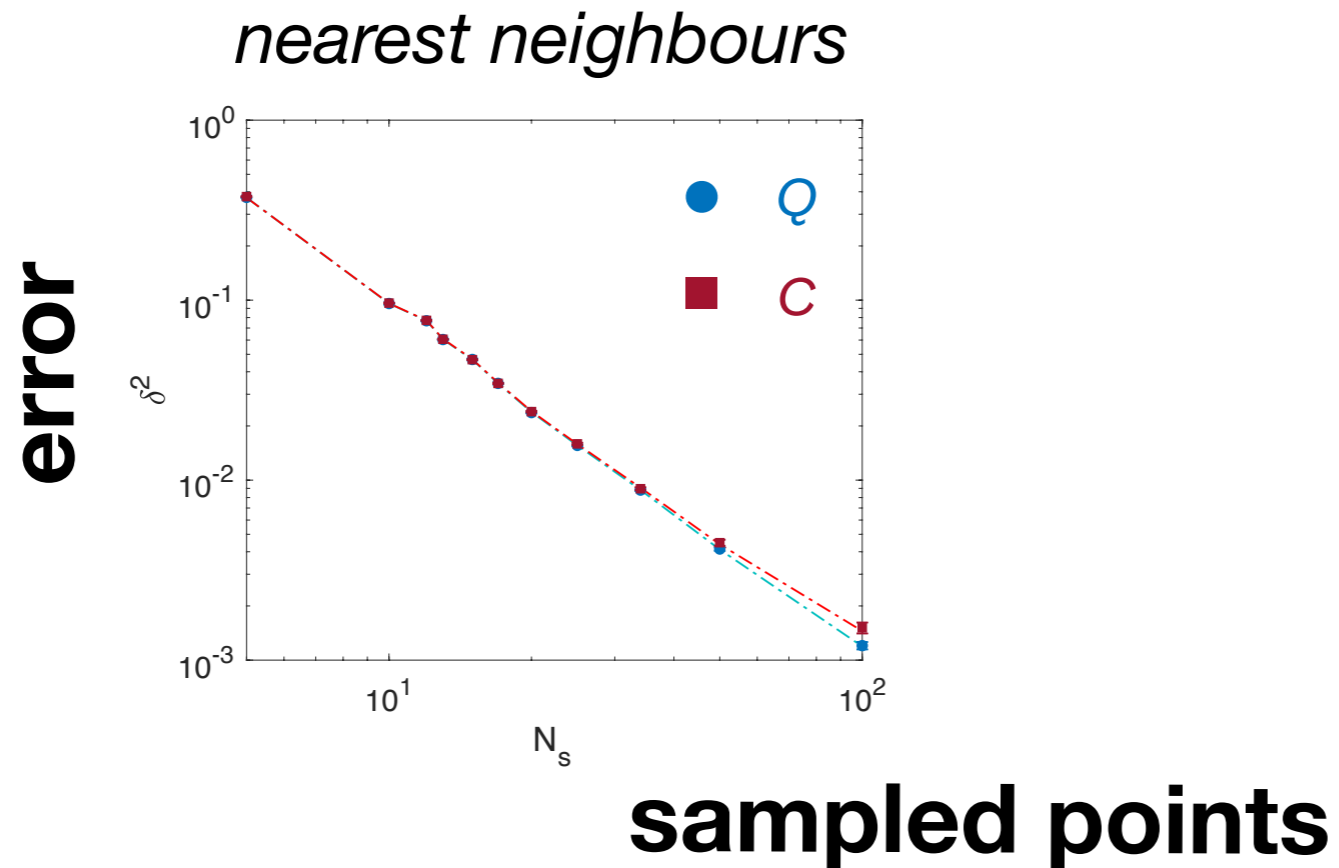 nearest neighbours
10^0
Q
10^-1
C
error
δ^2
10^-2
10^-3
10^1
10^2
N_s
sampled points